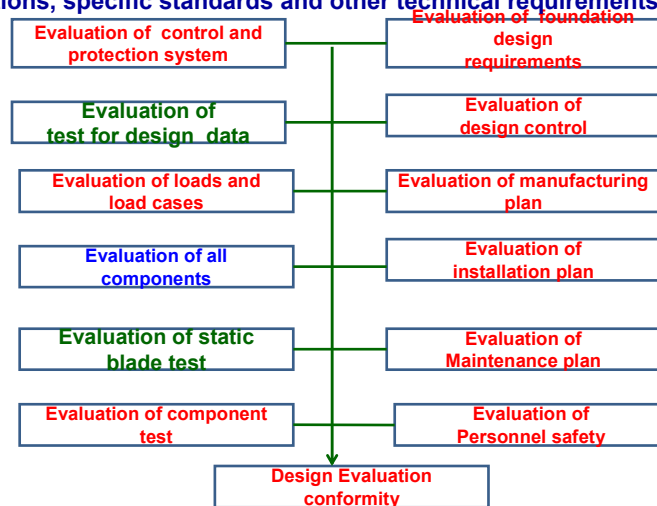 ions, specific standards and other technical requirements
Evaluation of control and
protection system
Evaluation of foundation
design
requirements
Evaluation of
test for design data
Evaluation of
design control
Evaluation of loads and
load cases
Evaluation of manufacturing
plan
Evaluation of all
components
Evaluation of
installation plan
Evaluation of static
blade test
Evaluation of
Maintenance plan
Evaluation of component
test
Evaluation of
Personnel safety
Design Evaluation
conformity